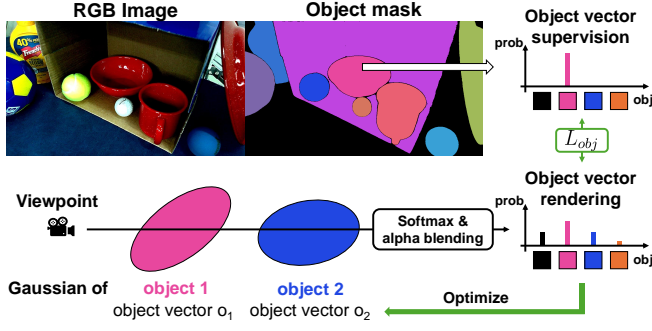 RGB Image
Object mask
Object vector
supervision
prob
obj
L_obj
Object vector
rendering
Viewpoint
prob
Softmax &
alpha blending
obj
Gaussian of
object 1
object 2
Optimize
object vector o₁
object vector o₂
40%